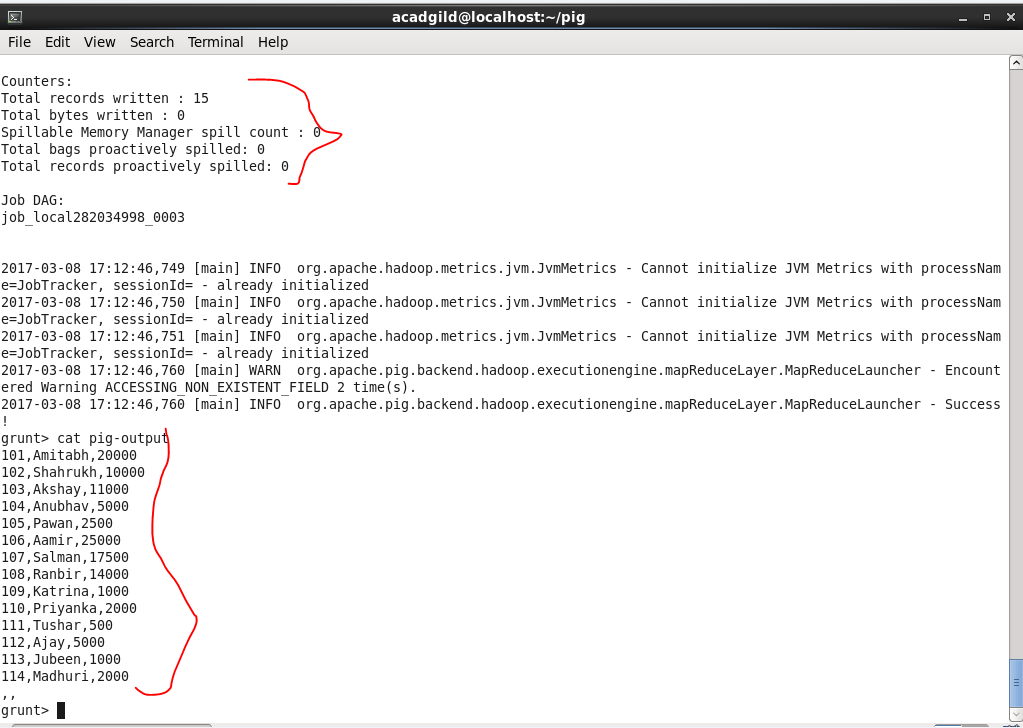 acadgild@localhost:~/pig
File Edit View Search Terminal Help
Counters:
Total records written : 15
Total bytes written : 0
Spillable Memory Manager spill count : 0
Total bags proactively spilled: 0
Total records proactively spilled: 0
Job DAG:
job_local282034998_0003
2017-03-08 17:12:46,749 [main] INFO  org.apache.hadoop.metrics.jvm.JvmMetrics - Cannot initialize JVM Metrics with processNam
e=JobTracker, sessionId= - already initialized
2017-03-08 17:12:46,750 [main] INFO  org.apache.hadoop.metrics.jvm.JvmMetrics - Cannot initialize JVM Metrics with processNam
e=JobTracker, sessionId= - already initialized
2017-03-08 17:12:46,751 [main] INFO  org.apache.hadoop.metrics.jvm.JvmMetrics - Cannot initialize JVM Metrics with processNam
e=JobTracker, sessionId= - already initialized
2017-03-08 17:12:46,760 [main] WARN  org.apache.pig.backend.hadoop.executionengine.mapReduceLayer.MapReduceLauncher - Encount
ered Warning ACCESSING_NON_EXISTENT_FIELD 2 time(s).
2017-03-08 17:12:46,760 [main] INFO  org.apache.pig.backend.hadoop.executionengine.mapReduceLayer.MapReduceLauncher - Success
!
grunt> cat pig-output
101,Amitabh,20000
102,Shahrukh,10000
103,Akshay,11000
104,Anubhav,5000
105,Pawan,2500
106,Aamir,25000
107,Salman,17500
108,Ranbir,14000
109,Katrina,1000
110,Priyanka,2000
111,Tushar,500
112,Ajay,5000
113,Jubeen,1000
114,Madhuri,2000
,,
grunt>